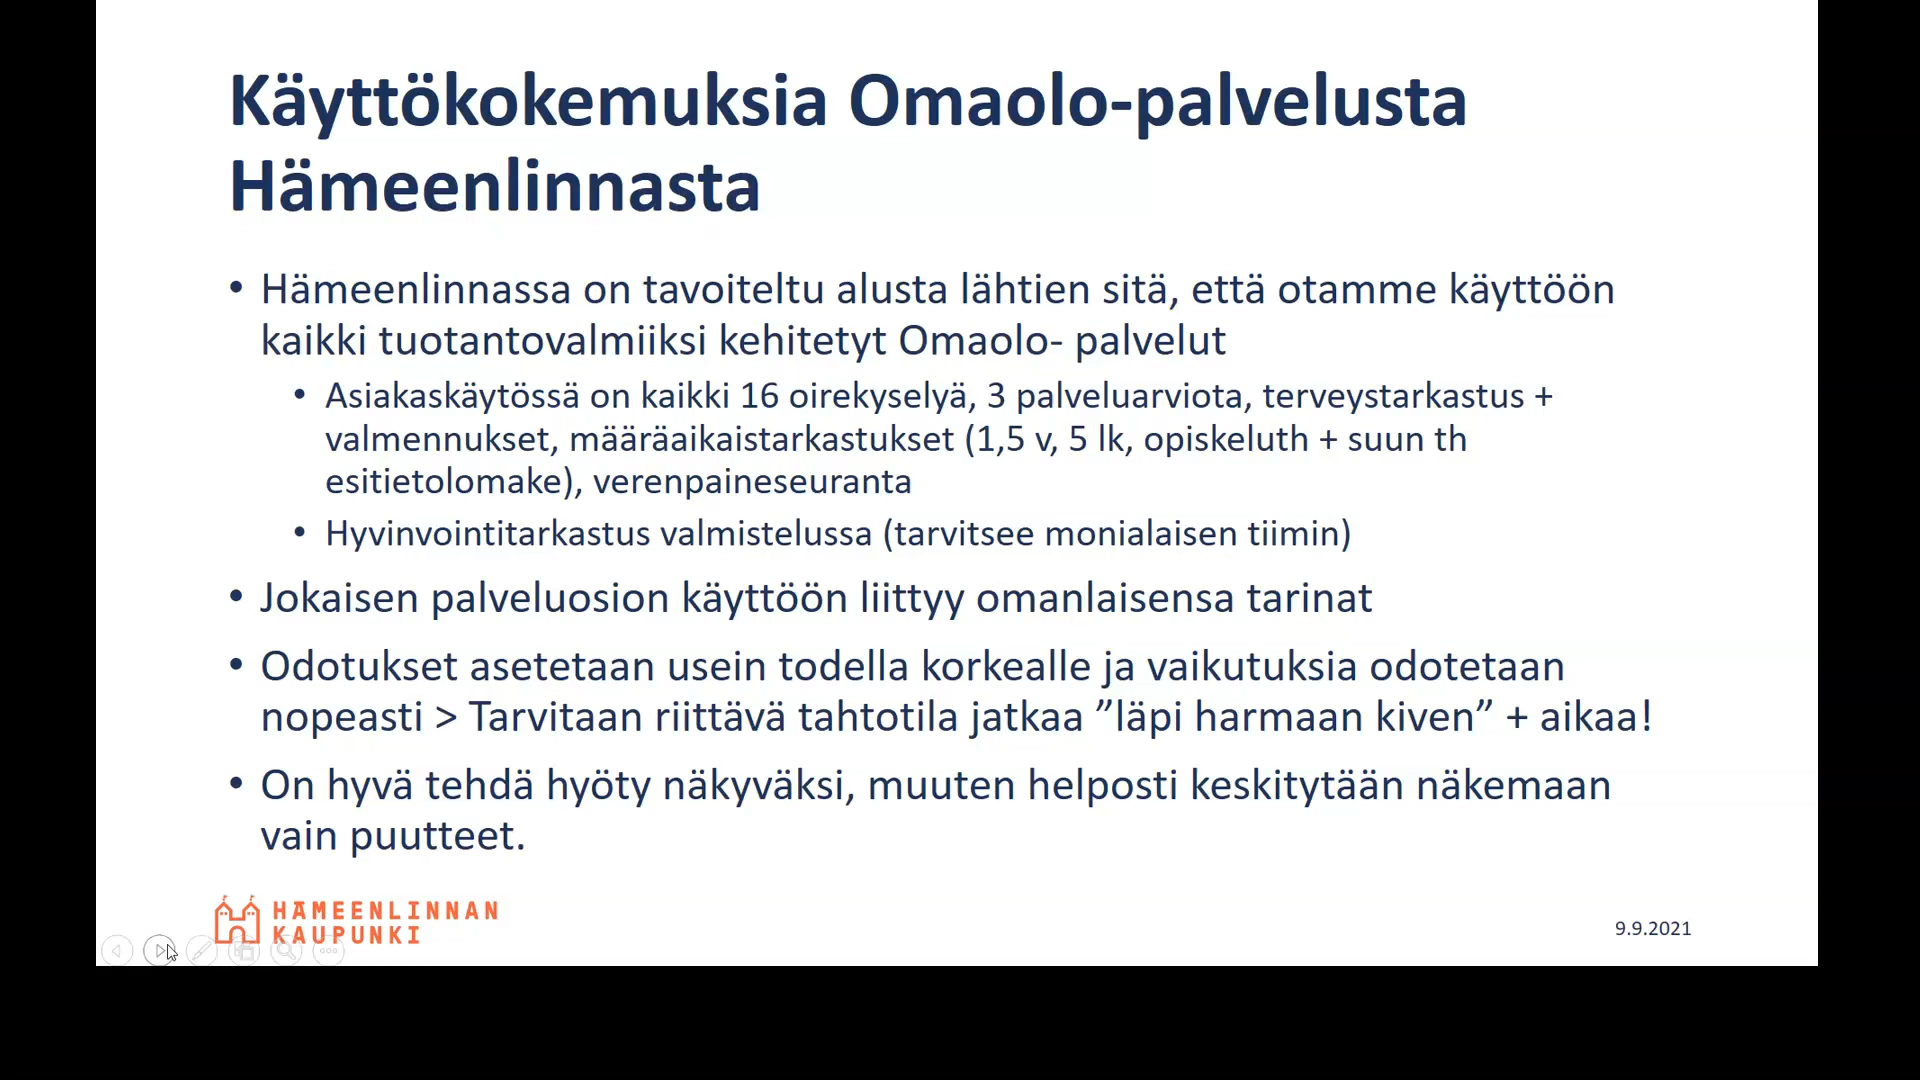 Käyttökokemuksia Omaolo-palvelusta
Hämeenlinnasta
• Hämeenlinnassa on tavoiteltu alusta lähtien sitä, että otamme käyttöön
kaikki tuotantovalmiiksi kehitetyt Omaolo- palvelut
• Asiakaskäytössä on kaikki 16 oirekyselyä, 3 palveluarviota, terveystarkastus +
valmennukset, määräaikaistarkastukset (1,5 v, 5 lk, opiskeluth + suun th
esitietolomake), verenpaineseuranta
• Hyvinvointitarkastus valmistelussa (tarvitsee monialaisen tiimin)
• Jokaisen palveluosion käyttöön liittyy omanlaisensa tarinat
• Odotukset asetetaan usein todella korkealle ja vaikutuksia odotetaan
nopeasti > Tarvitaan riittävä tahtotila jatkaa ”läpi harmaan kiven” + aikaa!
• On hyvä tehdä hyöty näkyväksi, muuten helposti keskitytään näkemaan
vain puutteet.
HÄMEENLINNAN
KAUPUNKI
9.9.2021